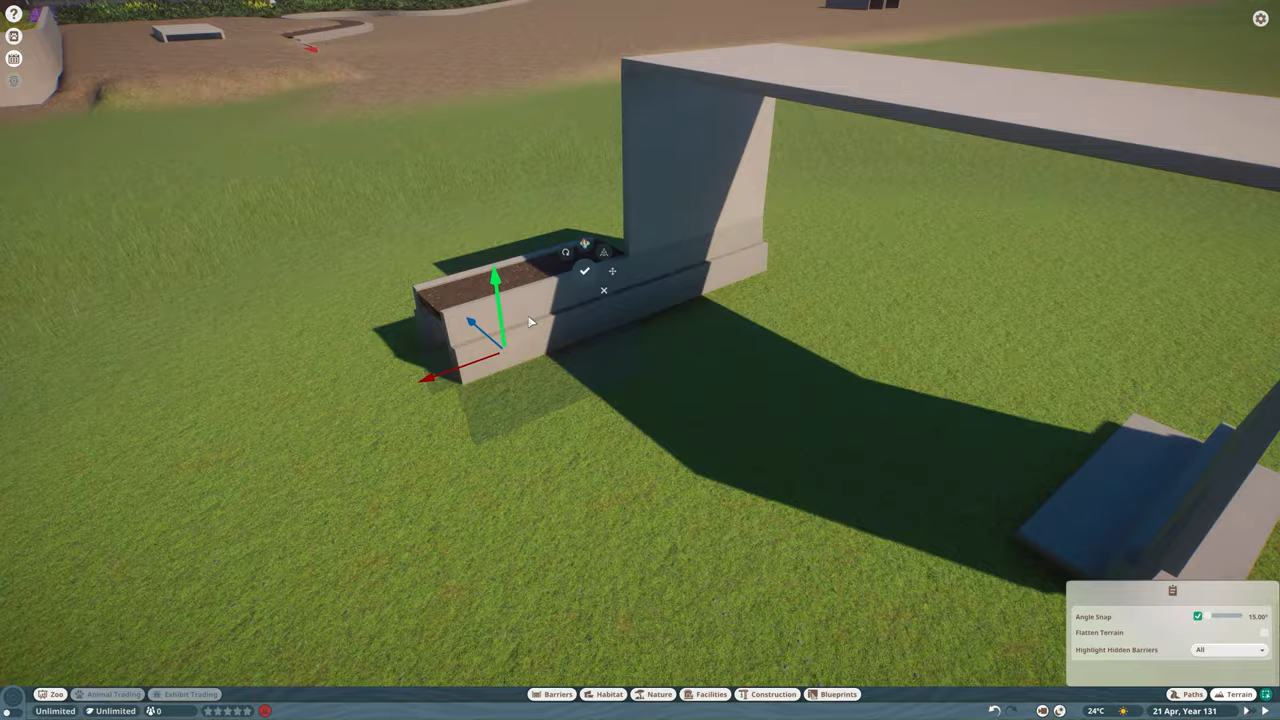 ?
Angle Snap 15.00°
Flatten Terrain
Highlight Hidden Barriers All
Zoo Animal Trading Exhibit Trading Barriers Habitat Nature Facilities Construction Blueprints Paths Terrain
Unlimited Unlimited 0 24°C 21 Apr, Year 131